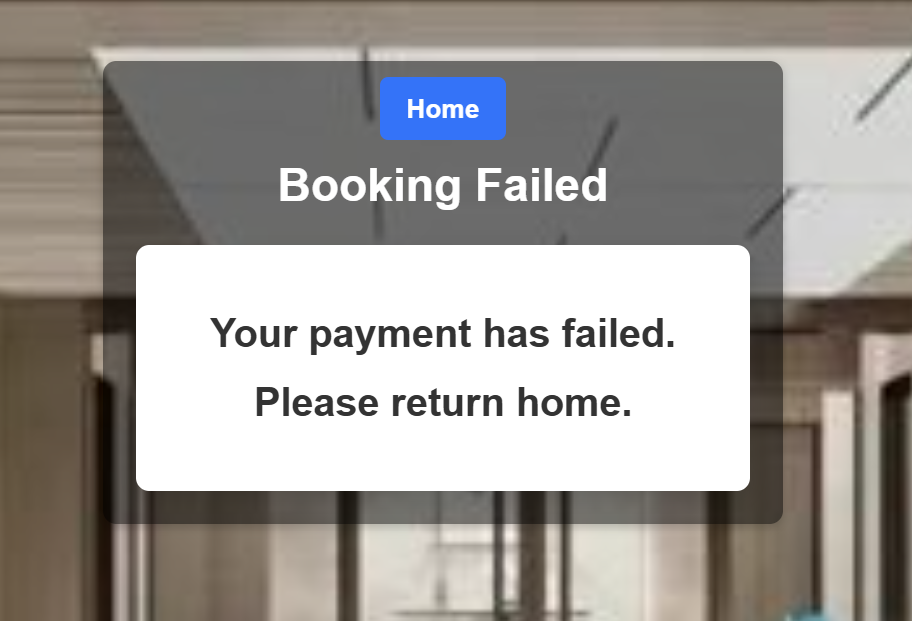 Home
Booking Failed
Your payment has failed.
Please return home.